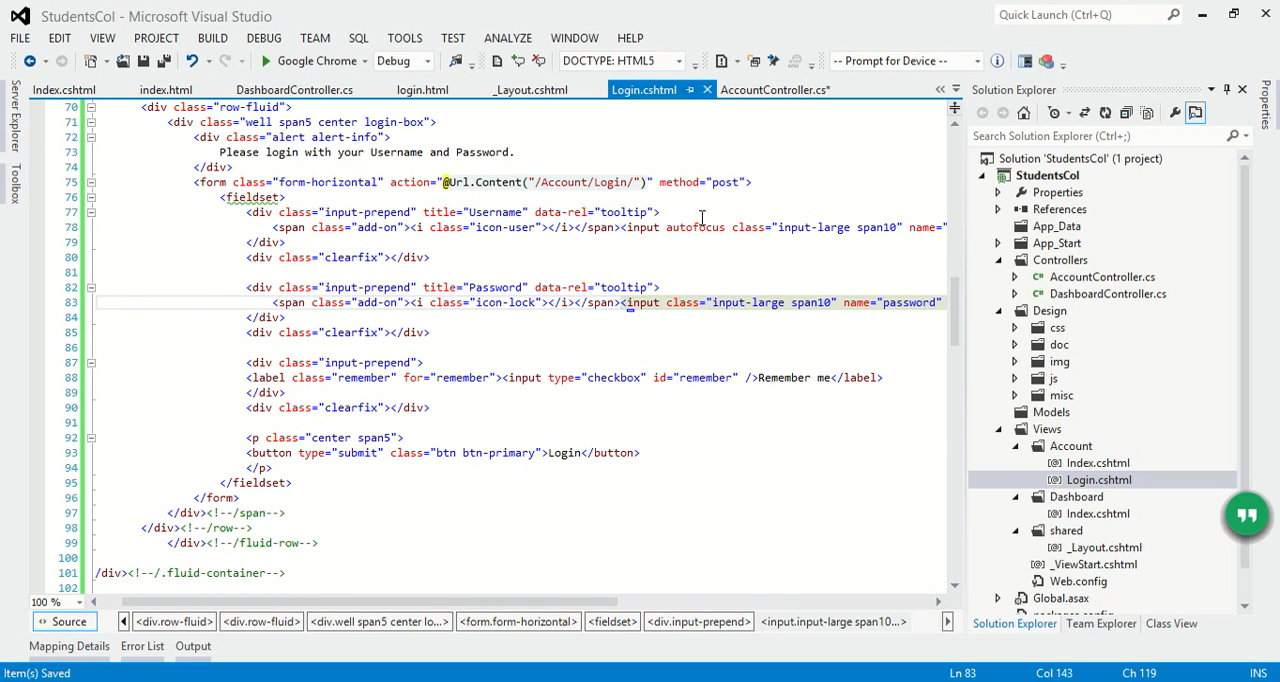 StudentsCol - Microsoft Visual Studio
Quick Launch (Ctrl+Q)
FILE EDIT VIEW PROJECT BUILD DEBUG TEAM SQL TOOLS TEST ANALYZE WINDOW HELP
Google Chrome Debug DOCTYPE: HTML5 -- Prompt for Device --
Server Explorer
Toolbox
Index.cshtml index.html DashboardController.cs login.html _Layout.cshtml Login.cshtml AccountController.cs*
70 <div class="row-fluid">
71 <div class="well span5 center login-box">
72 <div class="alert alert-info">
73 Please login with your Username and Password.
74 </div>
75 <form class="form-horizontal" action="@Url.Content("/Account/Login/")" method="post">
76 <fieldset>
77 <div class="input-prepend" title="Username" data-rel="tooltip">
78 <span class="add-on"><i class="icon-user"></i></span><input autofocus class="input-large span10" name="
79 </div>
80 <div class="clearfix"></div>
81
82 <div class="input-prepend" title="Password" data-rel="tooltip">
83 <span class="add-on"><i class="icon-lock"></i></span><input class="input-large span10" name="password"
84 </div>
85 <div class="clearfix"></div>
86
87 <div class="input-prepend">
88 <label class="remember" for="remember"><input type="checkbox" id="remember" />Remember me</label>
89 </div>
90 <div class="clearfix"></div>
91
92 <p class="center span5">
93 <button type="submit" class="btn btn-primary">Login</button>
94 </p>
95 </fieldset>
96 </form>
97 </div><!--/span-->
98 </div><!--/row-->
99 </div><!--/fluid-row-->
100
101 /div><!--/.fluid-container-->
102
100 %
Source <div.row-fluid> <div.row-fluid> <div.well span5 center lo...> <form.form-horizontal> <fieldset> <div.input-prepend> <input.input-large span10...>
Mapping Details Error List Output
Item(s) Saved Ln 83 Col 143 Ch 119 INS
Solution Explorer
Search Solution Explorer (Ctrl+;)
Solution 'StudentsCol' (1 project)
StudentsCol
Properties
References
App_Data
App_Start
Controllers
C# AccountController.cs
C# DashboardController.cs
Design
css
doc
img
js
misc
Models
Views
Account
Index.cshtml
Login.cshtml
Dashboard
Index.cshtml
shared
_Layout.cshtml
_ViewStart.cshtml
Web.config
Global.asax
Solution Explorer Team Explorer Class View
Properties